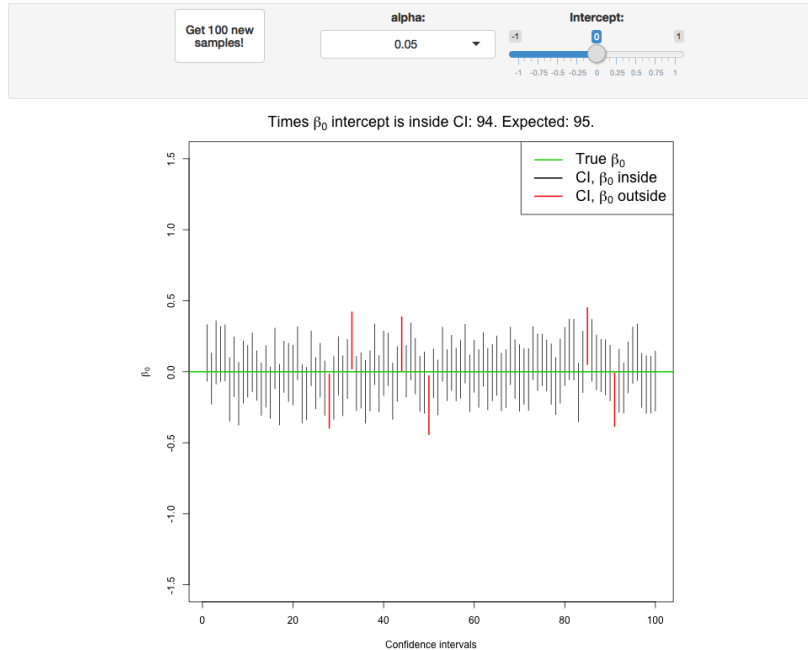 Get 100 new
samples!
alpha:
0.05
Intercept:
-1 0 1
-1 -0.75 -0.5 -0.25 0 0.25 0.5 0.75 1
Times β₀ intercept is inside CI: 94. Expected: 95.
True β₀
CI, β₀ inside
CI, β₀ outside
1.5
1.0
0.5
0.0
-0.5
-1.0
-1.5
β₀
0 20 40 60 80 100
Confidence intervals